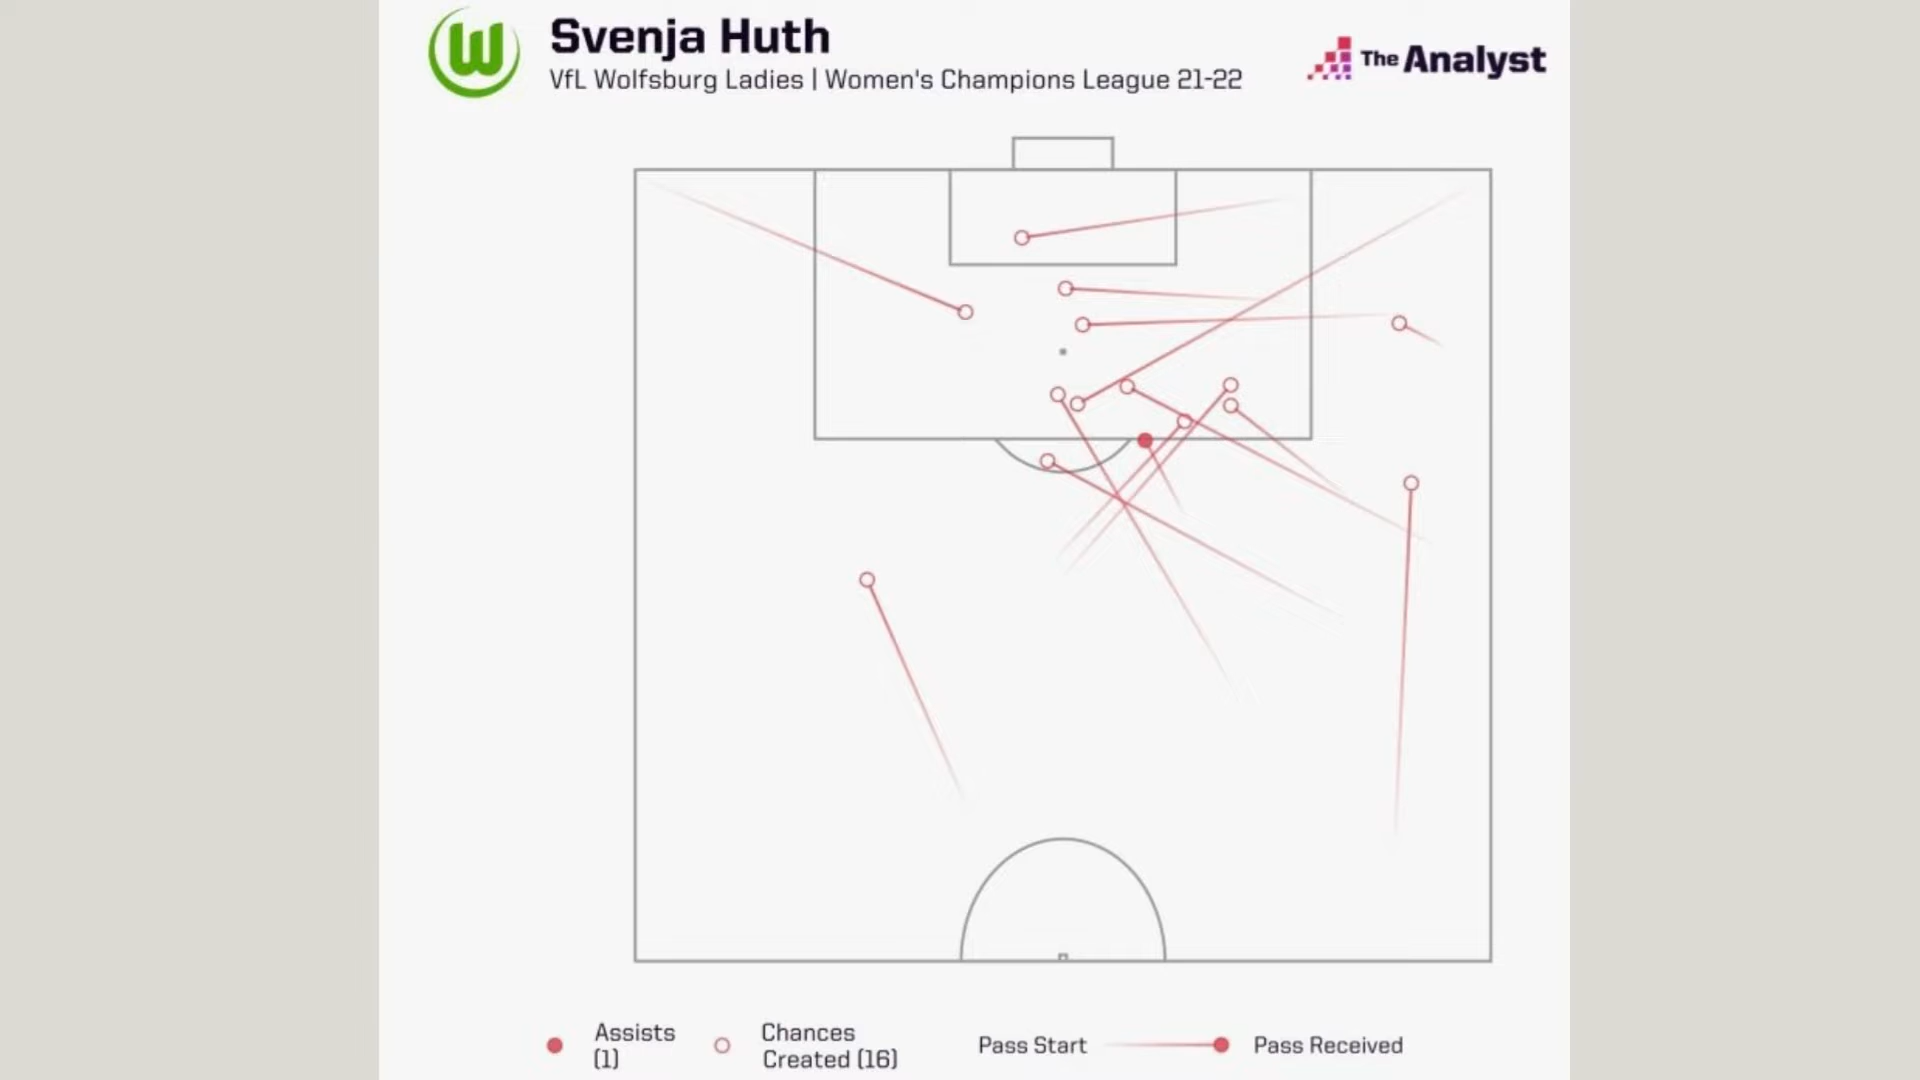 Svenja Huth
VfL Wolfsburg Ladies | Women's Champions League 21-22
The Analyst
Assists
(1)
Chances
Created (16)
Pass Start
Pass Received